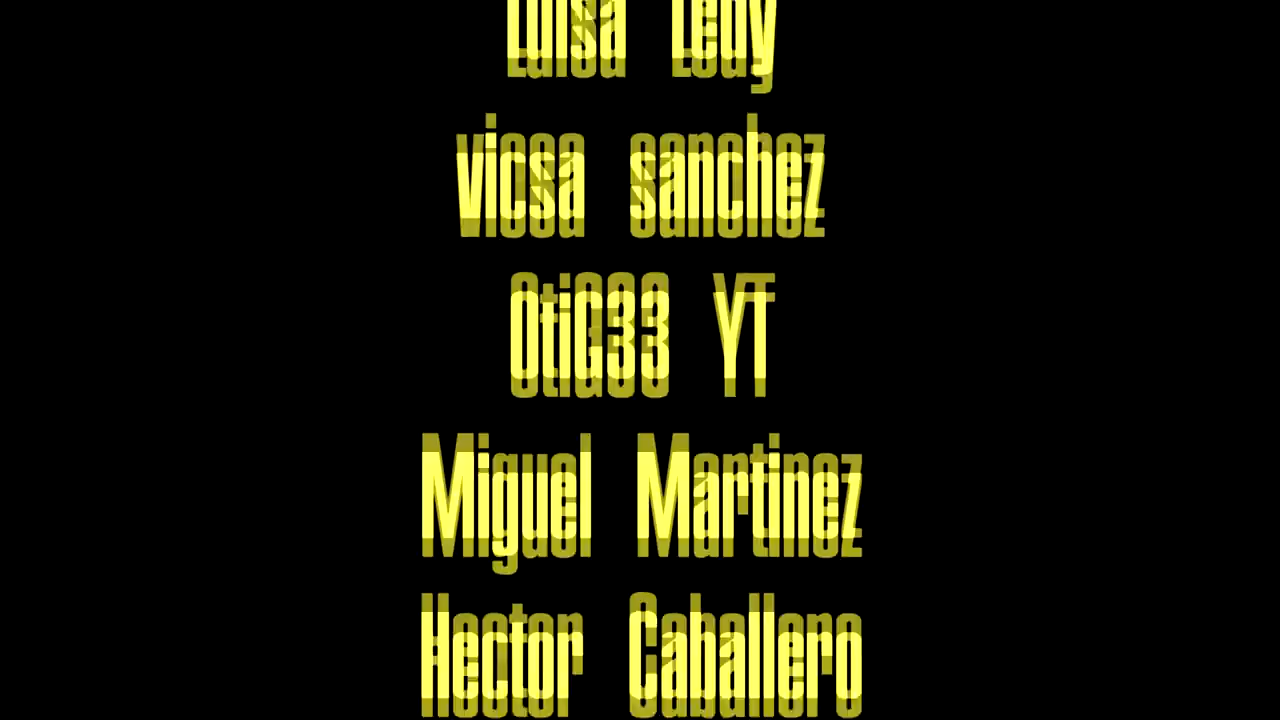 Luisa Ledy
vicsa sanchez
OtiG33 YT
Miguel Martinez
Hector Caballero